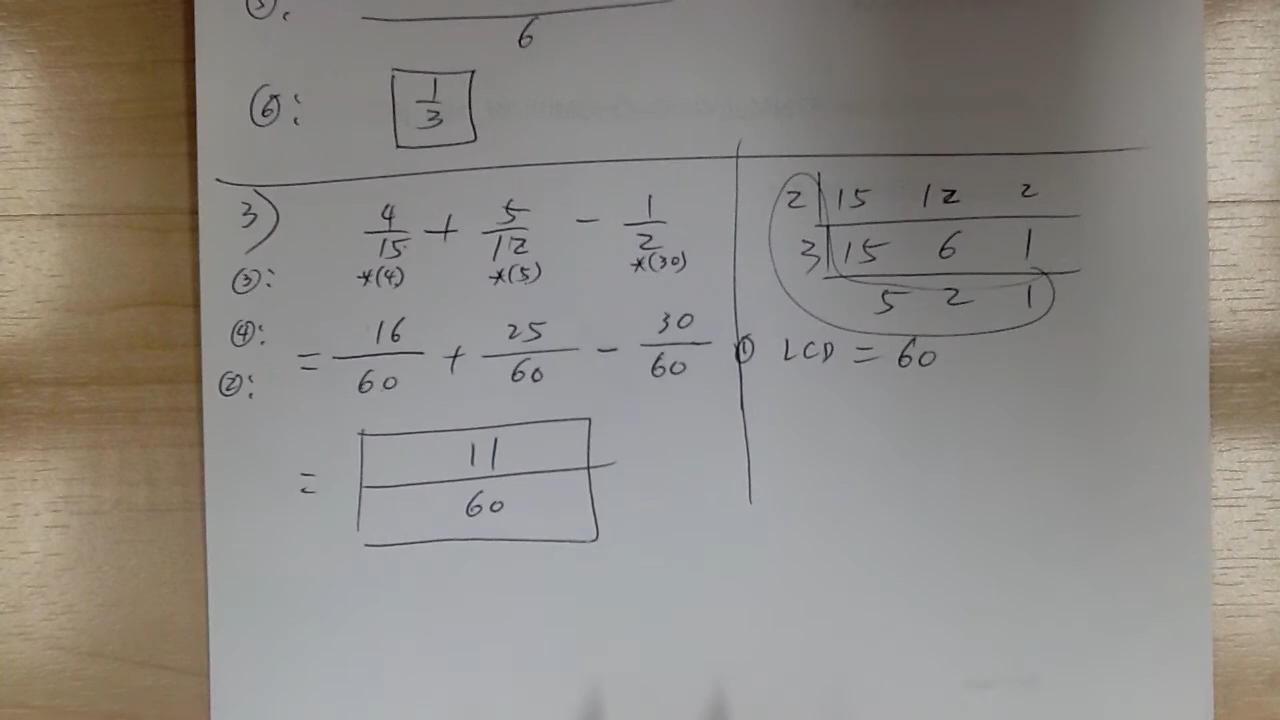 ⑤:
6
⑥: 1/3
3) 4/15 + 5/12 - 1/2
③: *(4) *(5) *(30)
④: 16 25 30
②: = 60 + 60 - 60
= 11
60
2 15 12 2
3 15 6 1
5 2 1
① LCD = 60